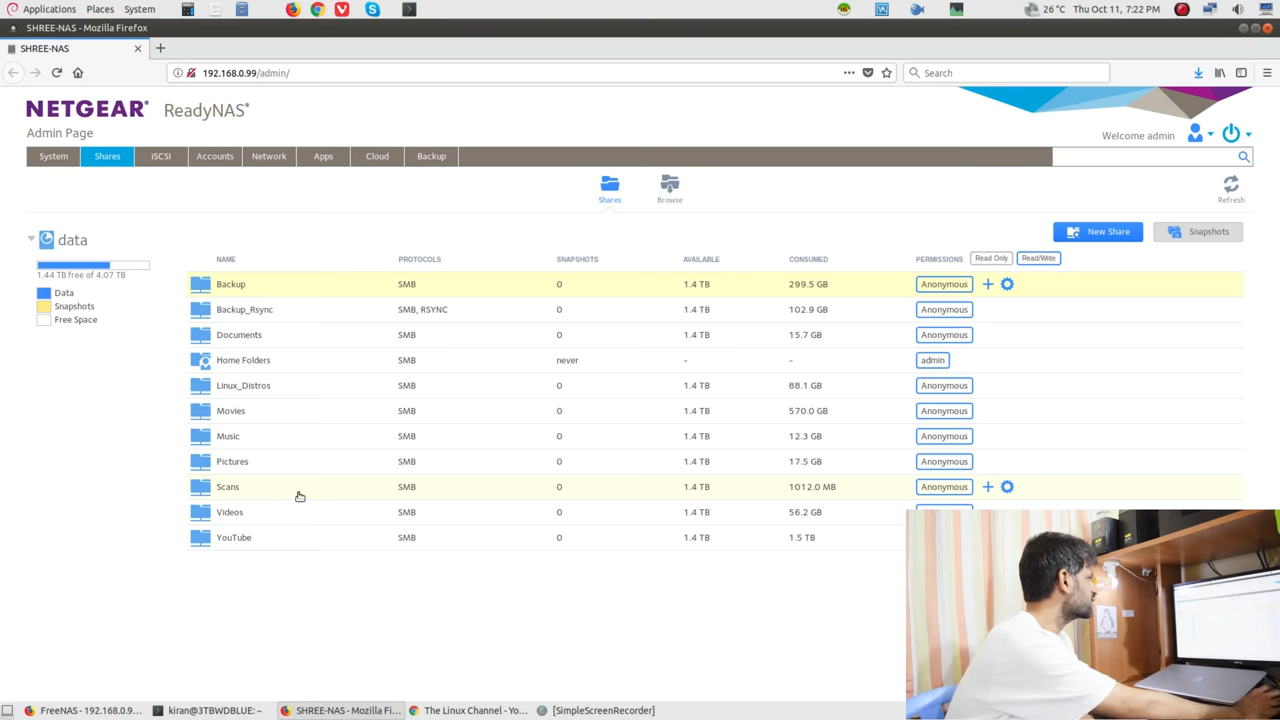 Applications Places System 26 °C Thu Oct 11, 7:22 PM
SHREE-NAS - Mozilla Firefox
SHREE-NAS
192.168.0.99/admin/ Search
NETGEAR® ReadyNAS®
Admin Page
Welcome admin
System Shares iSCSI Accounts Network Apps Cloud Backup
Shares Browse Refresh
data
New Share Snapshots
1.44 TB free of 4.07 TB
Data
Snapshots
Free Space
NAME PROTOCOLS SNAPSHOTS AVAILABLE CONSUMED PERMISSIONS Read Only Read/Write
Backup SMB 0 1.4 TB 299.5 GB Anonymous
Backup_Rsync SMB, RSYNC 0 1.4 TB 102.9 GB Anonymous
Documents SMB 0 1.4 TB 15.7 GB Anonymous
Home Folders SMB never - - admin
Linux_Distros SMB 0 1.4 TB 88.1 GB Anonymous
Movies SMB 0 1.4 TB 570.0 GB Anonymous
Music SMB 0 1.4 TB 12.3 GB Anonymous
Pictures SMB 0 1.4 TB 17.5 GB Anonymous
Scans SMB 0 1.4 TB 1012.0 MB Anonymous
Videos SMB 0 1.4 TB 56.2 GB
YouTube SMB 0 1.4 TB 1.5 TB
FreeNAS - 192.168.0.9... kiran@3TBWDBLUE: ~ SHREE-NAS - Mozilla Fi... The Linux Channel - Yo... [SimpleScreenRecorder]